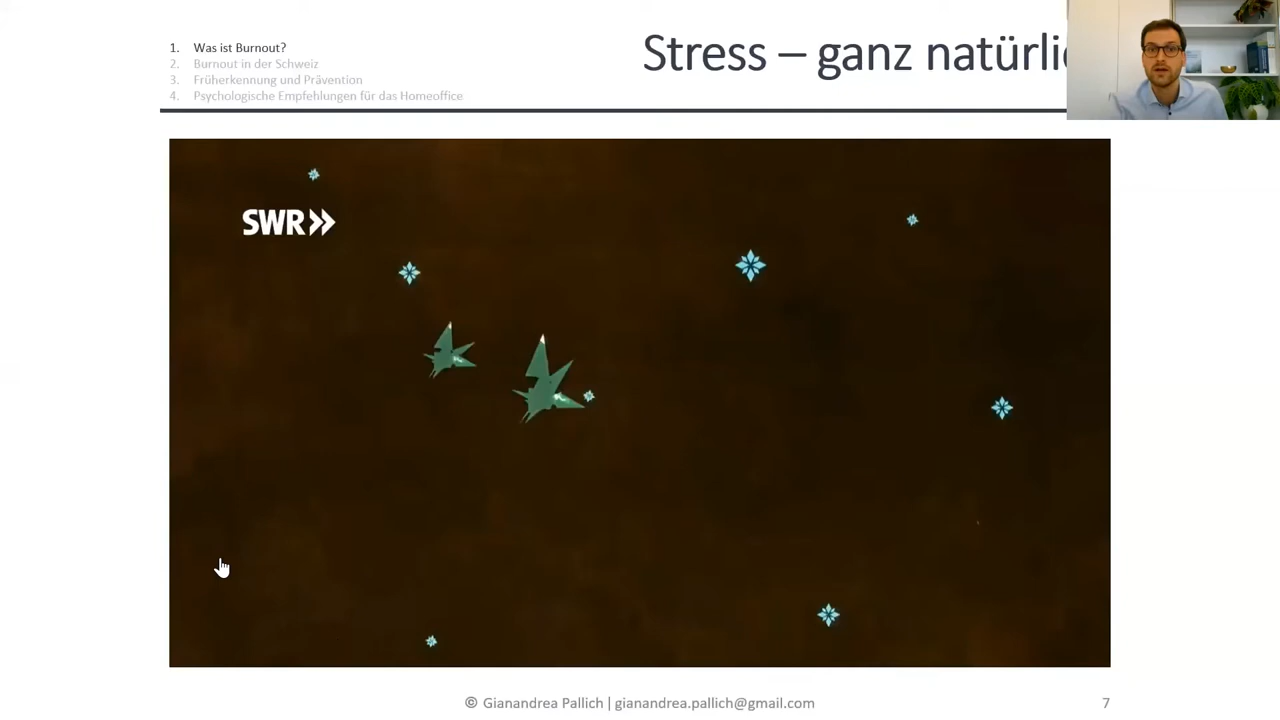 1. Was ist Burnout?
2. Burnout in der Schweiz
3. Früherkennung und Prävention
4. Psychologische Empfehlungen für das Homeoffice
Stress – ganz
SWR
© Gianandrea Pallich | gianandrea.pallich@gmail.com
7